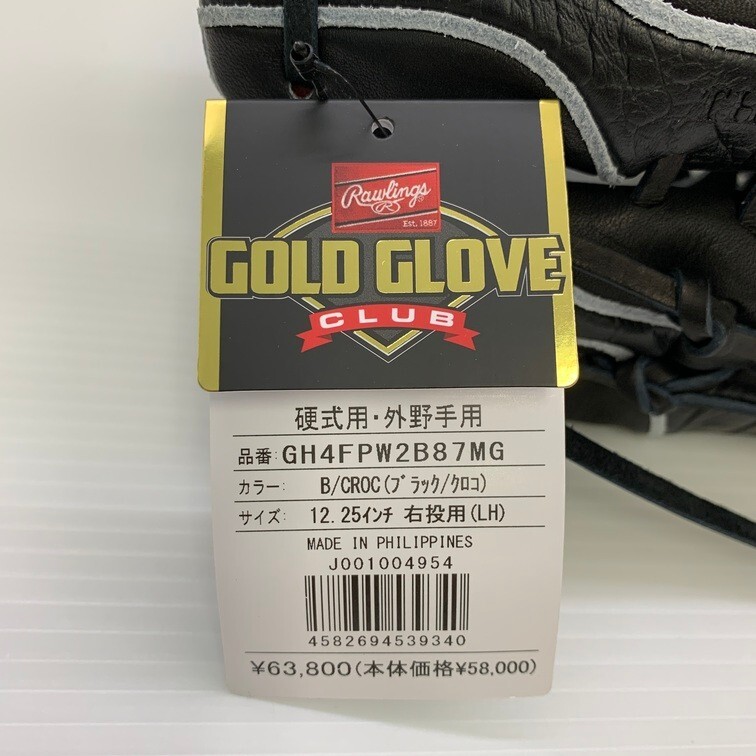 Rawlings
R
Est. 1887
GOLD GLOVE
CLUB
硬式用・外野手用
品番: GH4FPW2B87MG
カラー: B/CROC(ﾌﾞﾗｯｸ/ｸﾛｺ)
サイズ: 12.25ｲﾝﾁ 右投用(LH)
MADE IN PHILIPPINES
J001004954
4582694539340
¥63,800(本体価格¥58,000)